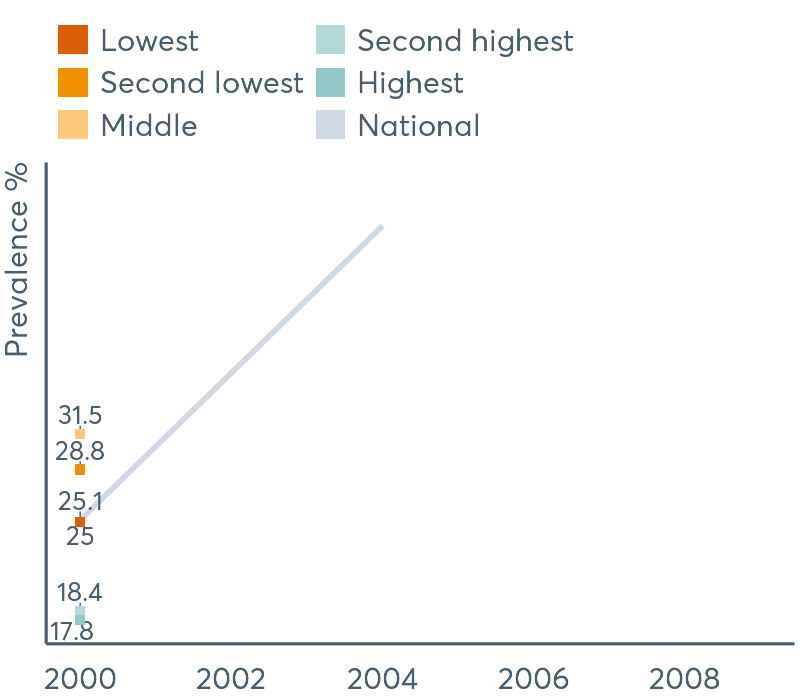 Lowest
Second highest
Second lowest
Highest
Middle
National
Prevalence %
31.5
28.8
25.1
25
18.4
17.8
2000 2002 2004 2006 2008